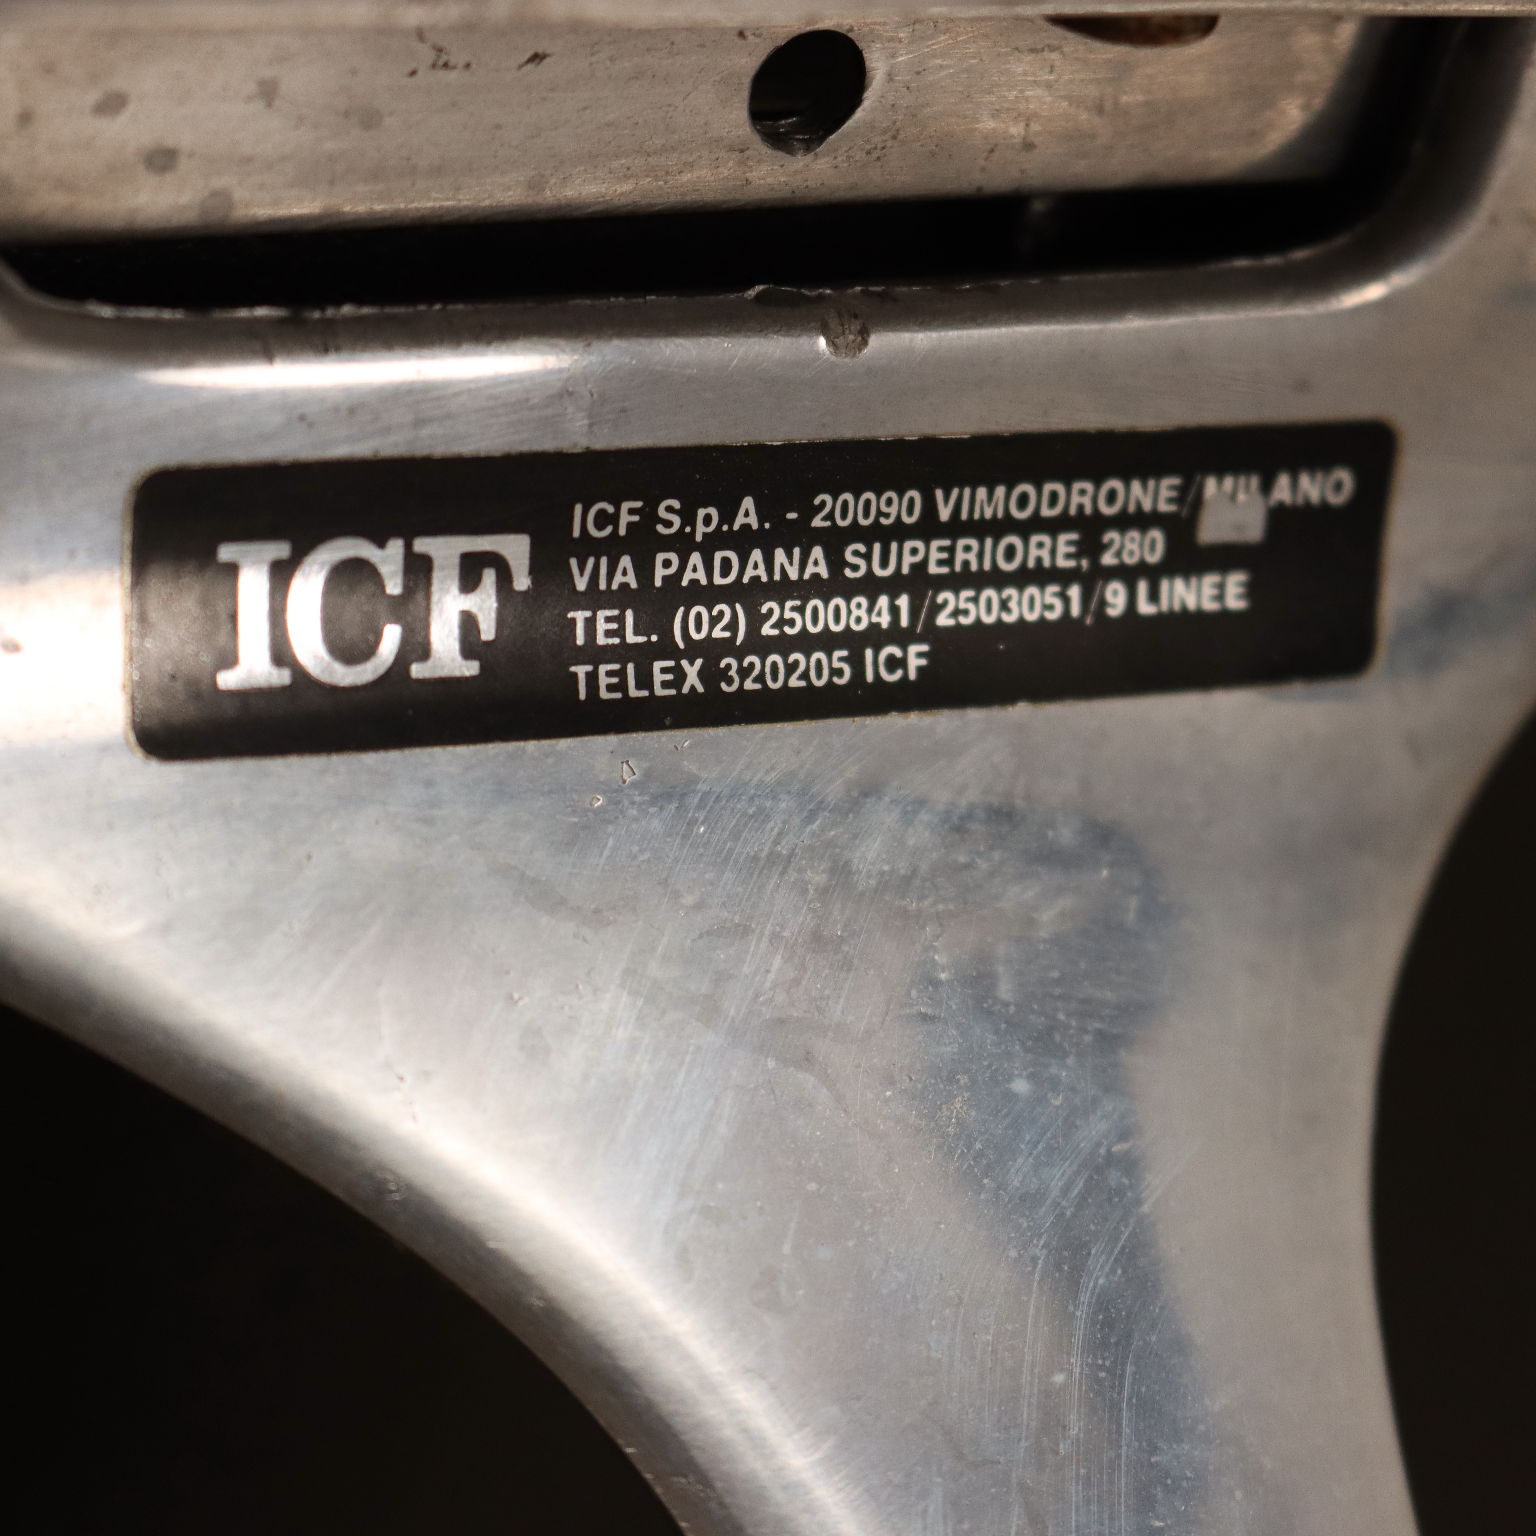 ICF
ICF S.p.A. - 20090 VIMODRONE/MILANO
VIA PADANA SUPERIORE, 280
TEL. (02) 2500841/2503051/9 LINEE
TELEX 320205 ICF